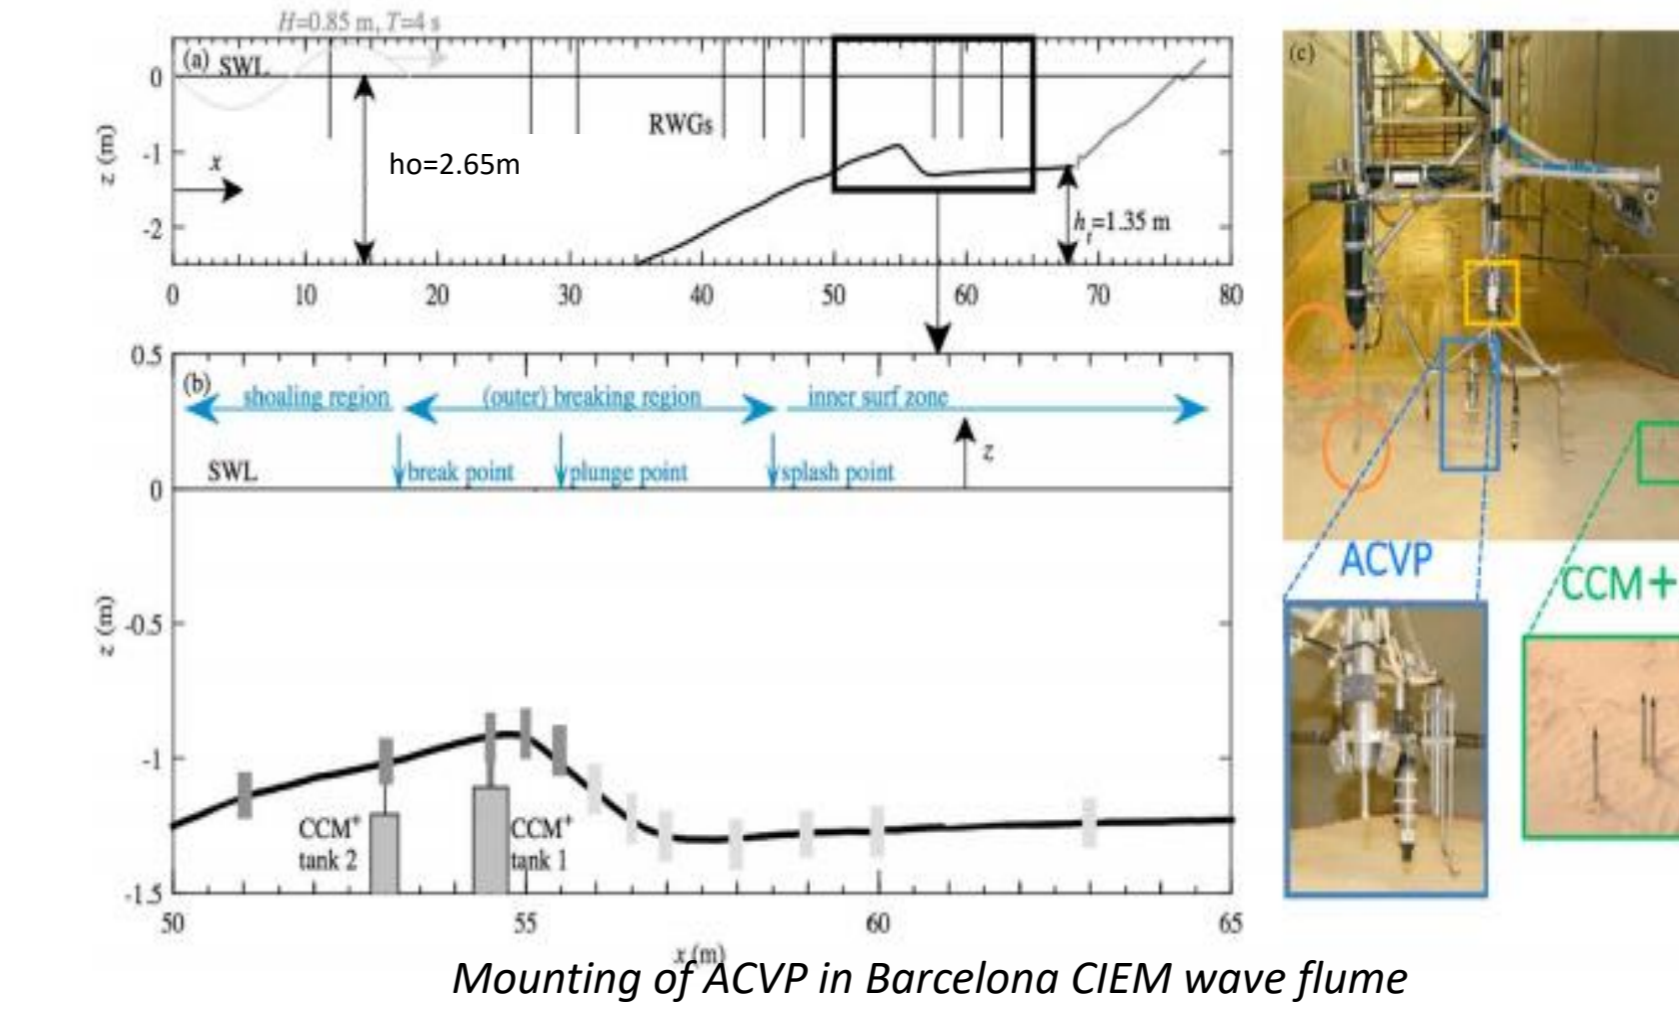 H=0.85 m, T=4 s
(a) SWL
0
-1
-2
z (m)
x
ho=2.65m
RWGs
hr=1.35 m
0 10 20 30 40 50 60 70 80
(b)
0.5
0
-0.5
-1
-1.5
z (m)
shoaling region (outer) breaking region inner surf zone
SWL break point plunge point splash point
z
CCM+ tank 2
CCM+ tank 1
50 55 60 65
x (m)
(c)
ACVP
CCM+
Mounting of ACVP in Barcelona CIEM wave flume